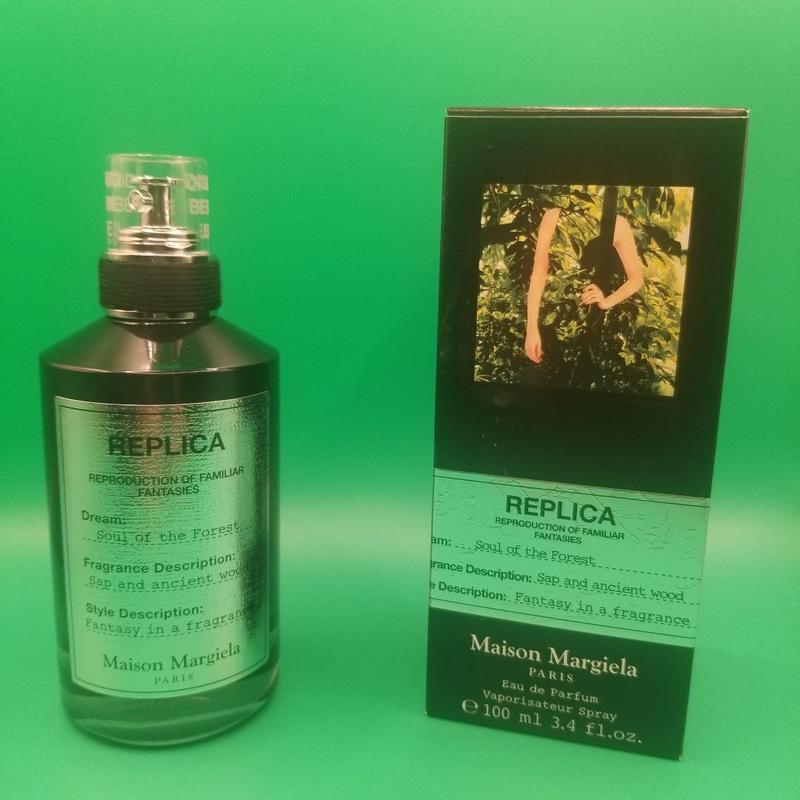 REPLICA
REPRODUCTION OF FAMILIAR
FANTASIES
Dream:
Soul of the Forest
Fragrance Description:
Sap and ancient wood
Style Description:
Fantasy in a fragrance
Maison Margiela
PARIS
REPLICA
REPRODUCTION OF FAMILIAR
FANTASIES
am: Soul of the Forest
grance Description: Sap and ancient wood
e Description: Fantasy in a fragrance
Maison Margiela
PARIS
Eau de Parfum
Vaporisateur Spray
℮ 100 ml 3.4 fl.oz.